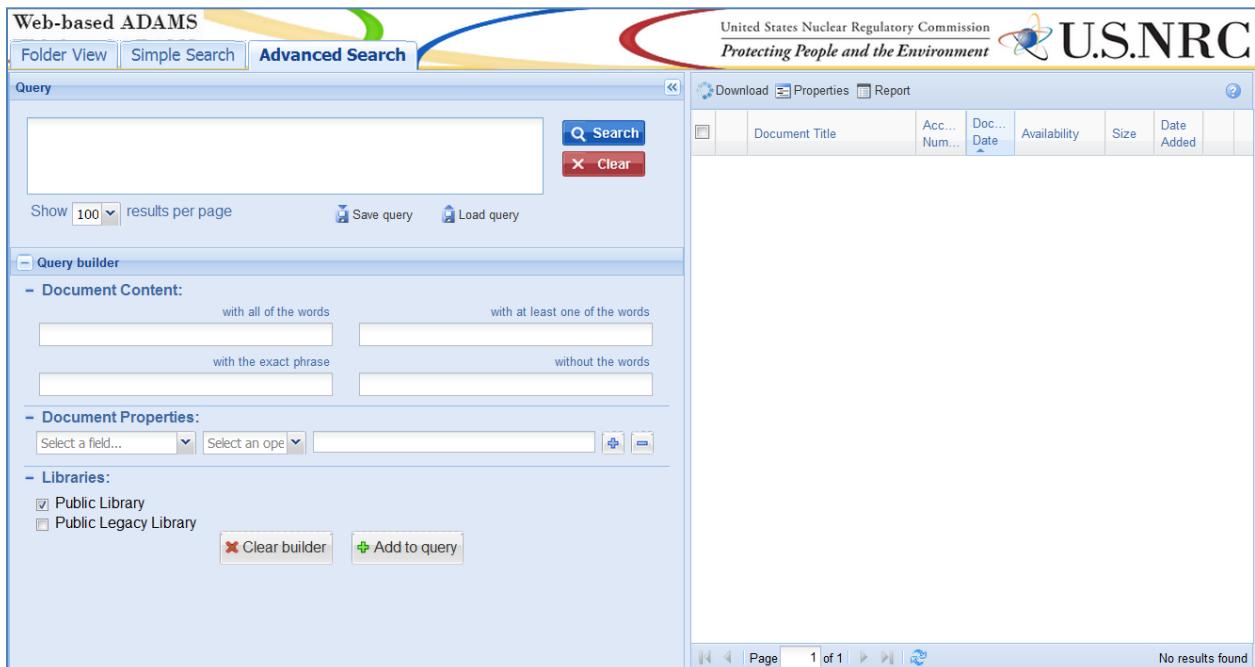 Web-based ADAMS
United States Nuclear Regulatory Commission
Protecting People and the Environment
U.S.NRC
Folder View Simple Search Advanced Search
Query
Search
Clear
Show 100 results per page
Save query Load query
Query builder
Document Content:
with all of the words with at least one of the words
with the exact phrase without the words
Document Properties:
Select a field... Select an ope
Libraries:
Public Library
Public Legacy Library
Clear builder Add to query
Download Properties Report
Document Title Acc... Num... Doc... Date Availability Size Date Added
Page 1 of 1 No results found